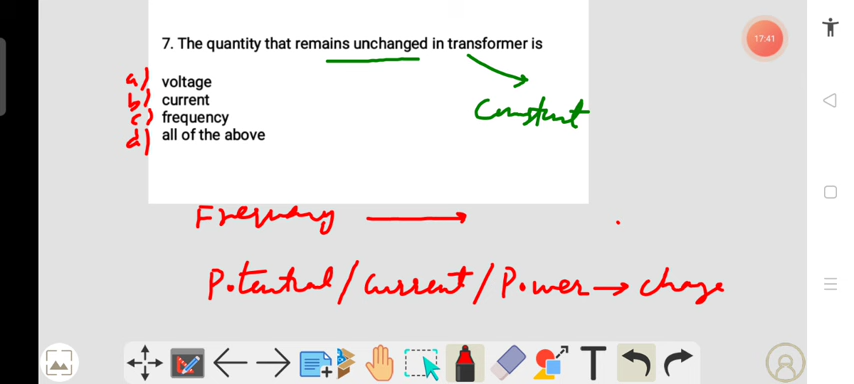 17:41
7. The quantity that remains unchanged in transformer is
a) voltage
b) current
c) frequency
d) all of the above
Constant
Frequency →
Potential / Current / Power → change
T